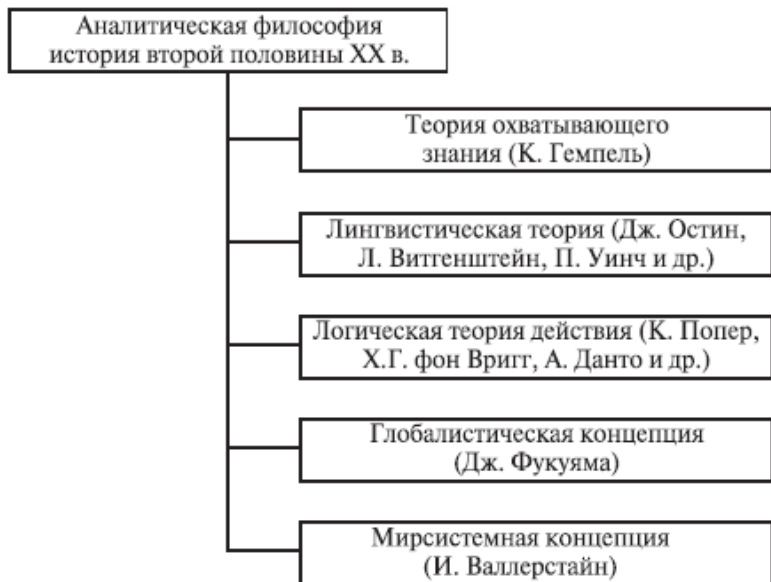 Аналитическая философия
история второй половины XX в.
Теория охватывающего
знания (К. Гемпель)
Лингвистическая теория (Дж. Остин,
Л. Витгенштейн, П. Уинч и др.)
Логическая теория действия (К. Попер,
Х.Г. фон Вригг, А. Данто и др.)
Глобалистическая концепция
(Дж. Фукуяма)
Мирсистемная концепция
(И. Валлерстайн)